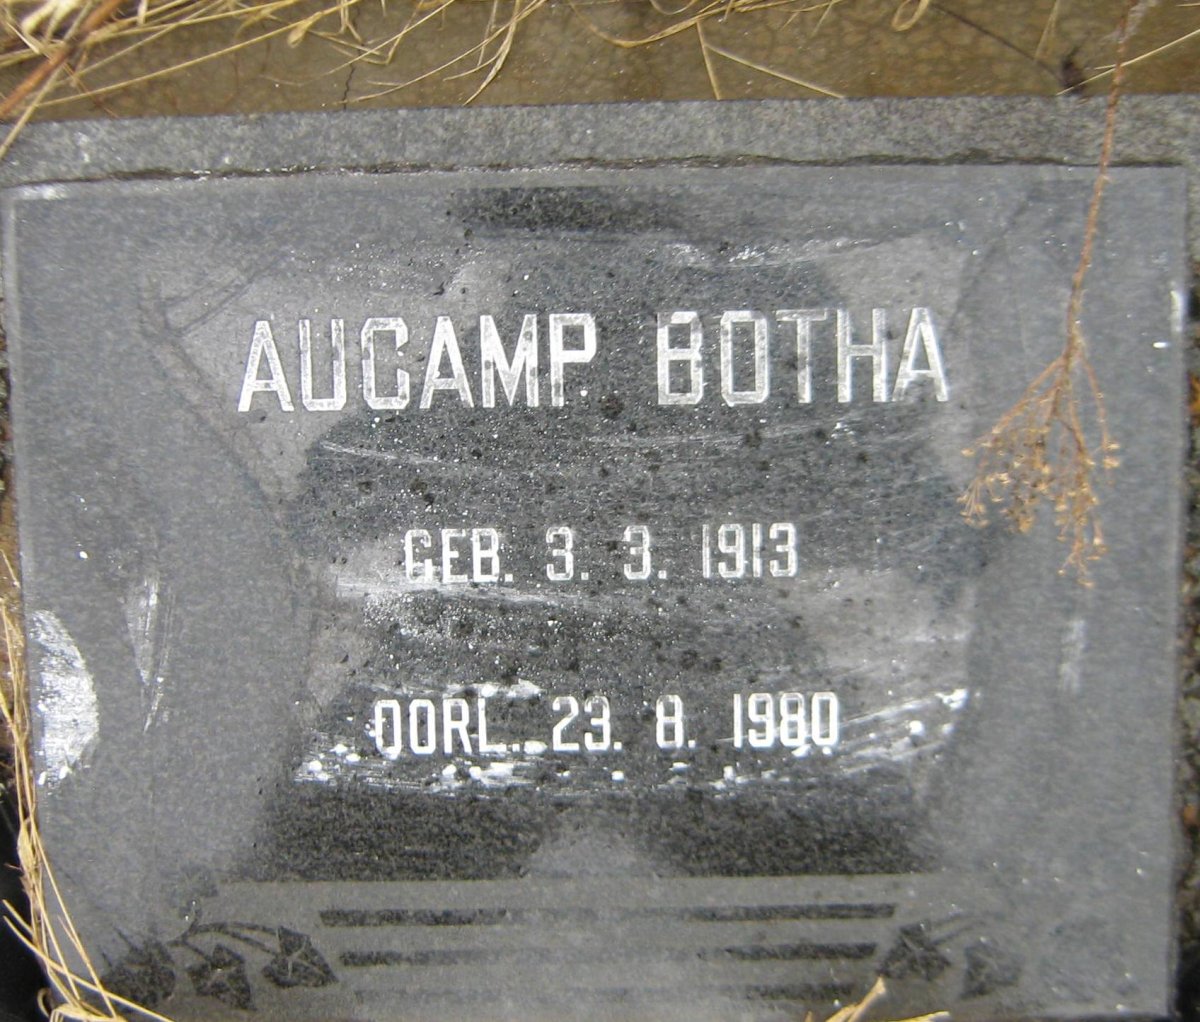 AUCAMP BOTHA
GEB. 3. 3. 1913
OORL. 23. 8. 1980